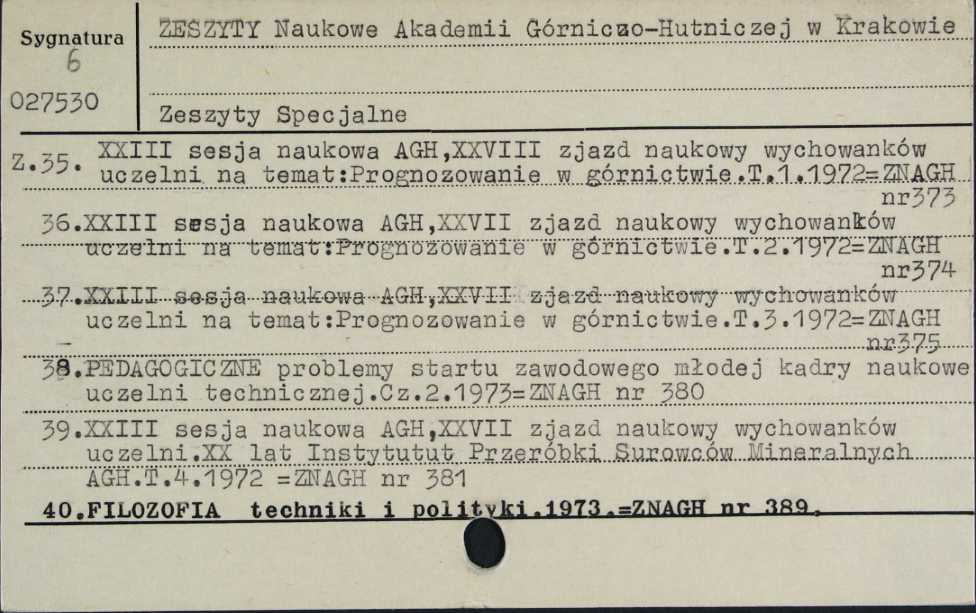 Sygnatura
6
027530
ZESZYTY Naukowe Akademii Górniczo-Hutniczej w Krakowie
Zeszyty Specjalne
Z.35. XXIII sesja naukowa AGH,XXVIII zjazd naukowy wychowanków
uczelni na temat:Prognozowanie w górnictwie.T.1.1972=ZNAGH
nr373
36.XXIII sesja naukowa AGH,XXVII zjazd naukowy wychowanków
uczelni na temat:Prognozowanie w górnictwie.T.2.1972=ZNAGH
nr374
37.XXIII sesja naukowa AGH,XXVII zjazd naukowy wychowanków
uczelni na temat:Prognozowanie w górnictwie.T.3.1972=ZNAGH
nr375
38.PEDAGOGICZNE problemy startu zawodowego młodej kadry naukowe
uczelni technicznej.Cz.2.1973=ZNAGH nr 380
39.XXIII sesja naukowa AGH,XXVII zjazd naukowy wychowanków
uczelni.XX lat Instytutut Przeróbki Surowców Mineralnych
AGH.T.4.1972 =ZNAGH nr 381
40.FILOZOFIA techniki i polityki.1973.=ZNAGH nr 389.